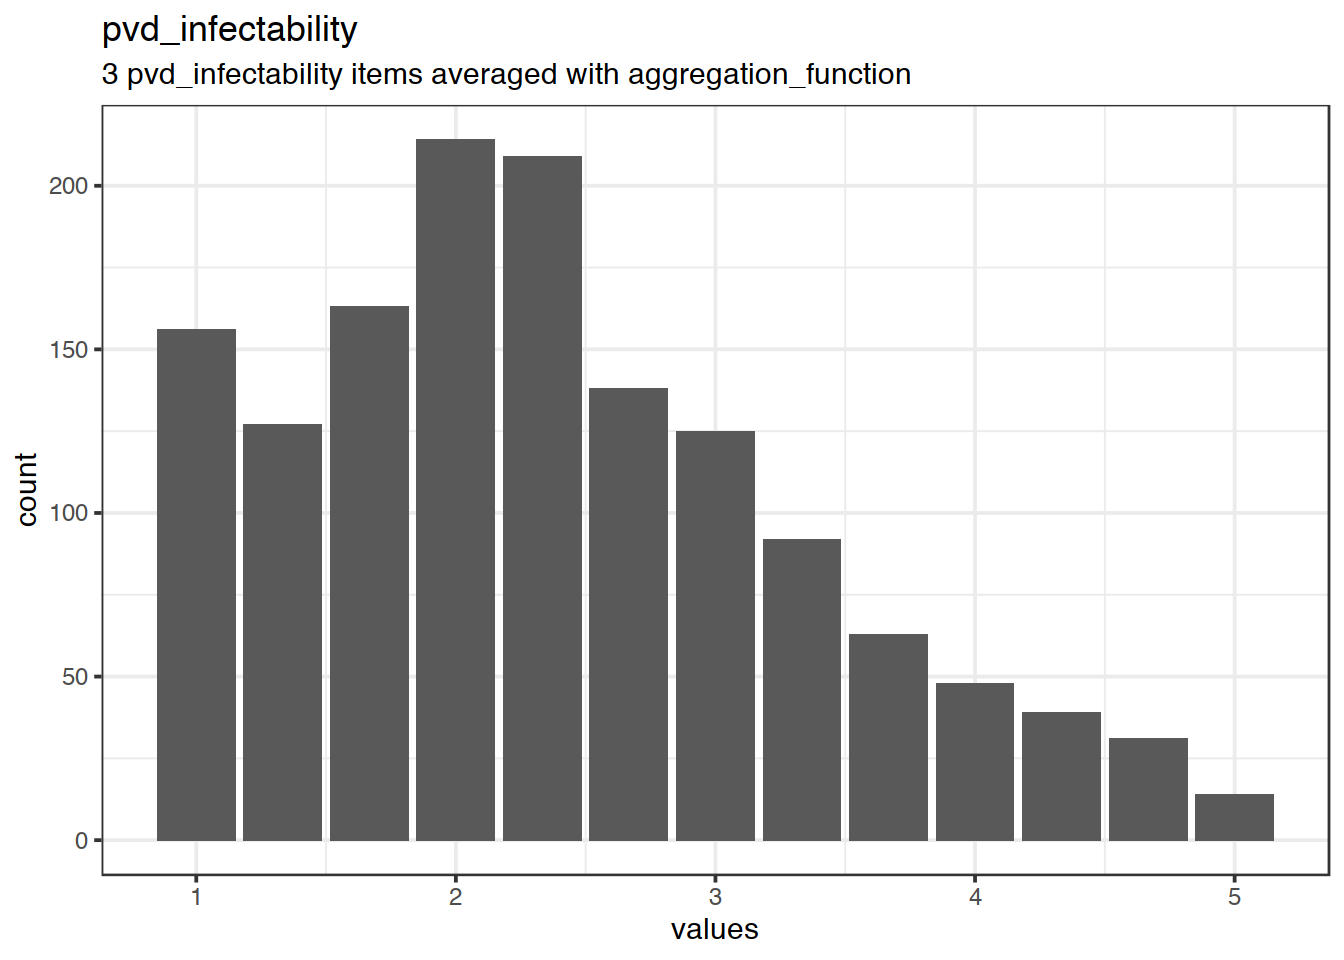 pvd_infectability
3 pvd_infectability items averaged with aggregation_function
200
150
100
50
0
count
1 2 3 4 5
values